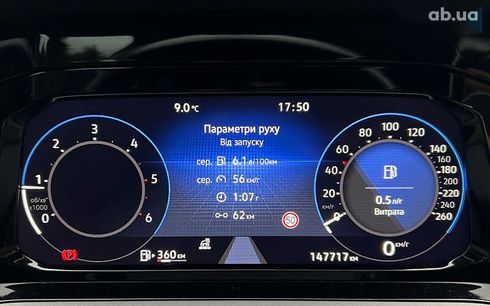 ab.ua
9.0 °C
17:50
Параметри руху
Від запуску
сер. 6.1 л/100км
сер. 56 км/г
1:07 г
62 км
50
1 2 3 4 5 6
об/хв x1000
360 км
0 20 40 60 80 100 120 140 160 180 200 220 240 260
км/г
0.5 л/г
Витрата
0 км/г
147717 км